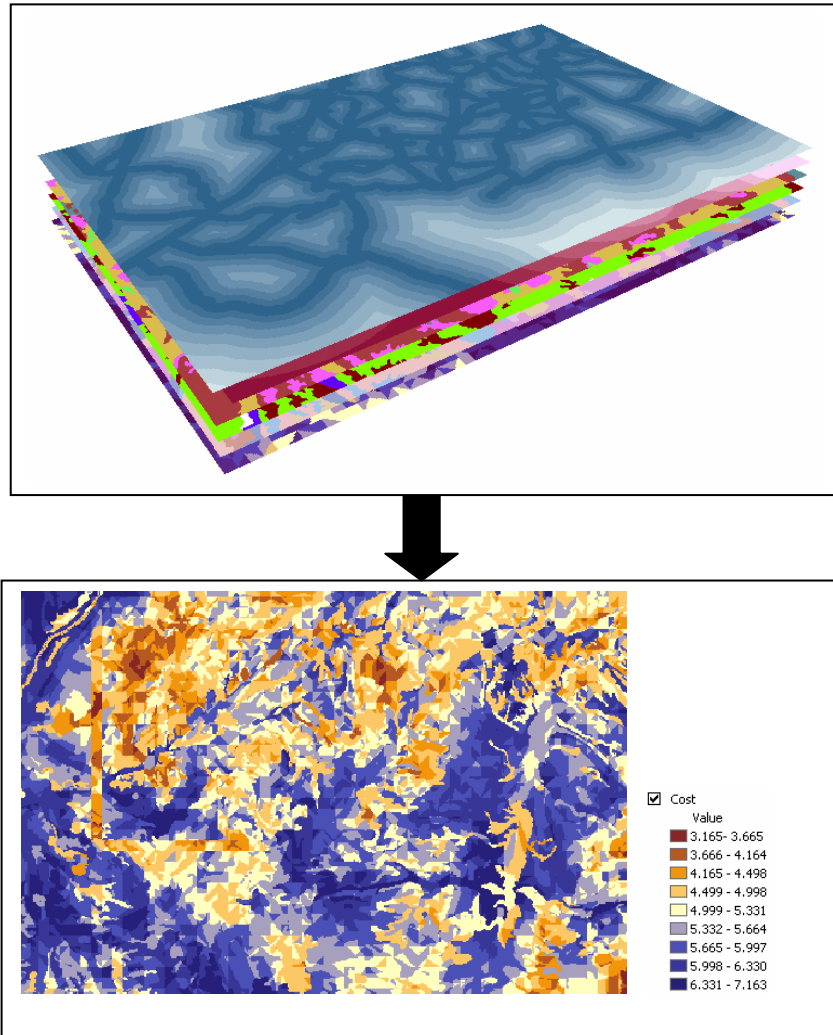 Cost
Value
3.165- 3.665
3.666 - 4.164
4.165 - 4.498
4.499 - 4.998
4.999 - 5.331
5.332 - 5.664
5.665 - 5.997
5.998 - 6.330
6.331 - 7.163